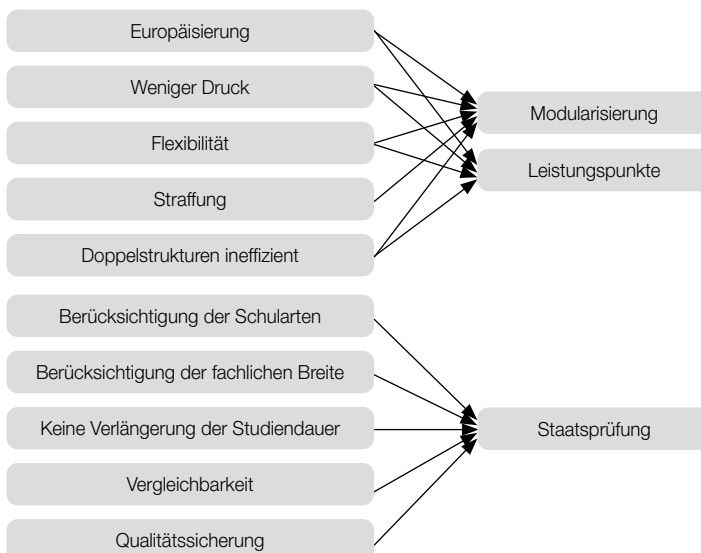 Europäisierung
Weniger Druck
Flexibilität
Straffung
Doppelstrukturen ineffizient
Berücksichtigung der Schularten
Berücksichtigung der fachlichen Breite
Keine Verlängerung der Studiendauer
Vergleichbarkeit
Qualitätssicherung
Modularisierung
Leistungspunkte
Staatsprüfung